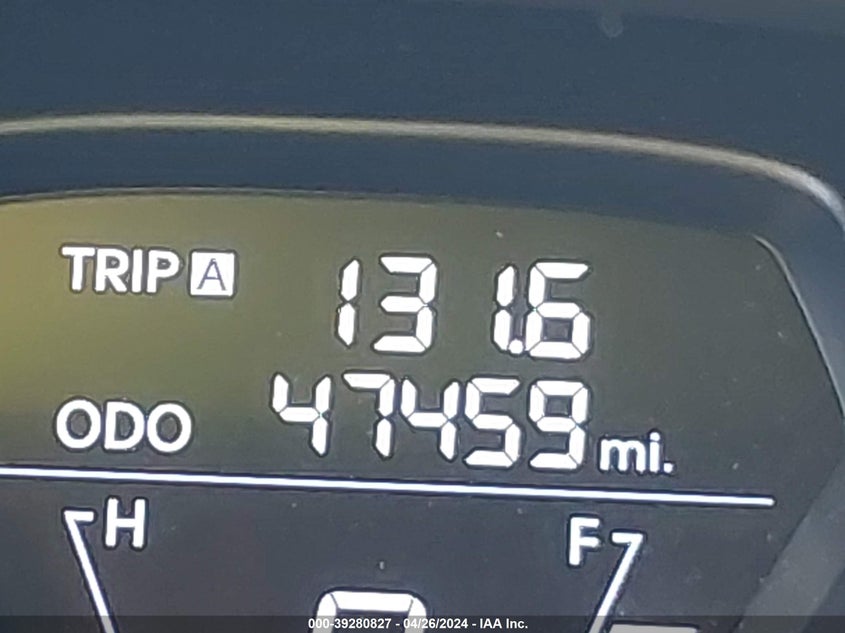 TRIP A 131.6
ODO 47459 mi.
H F
000-39280827 - 04/26/2024 - IAA Inc.